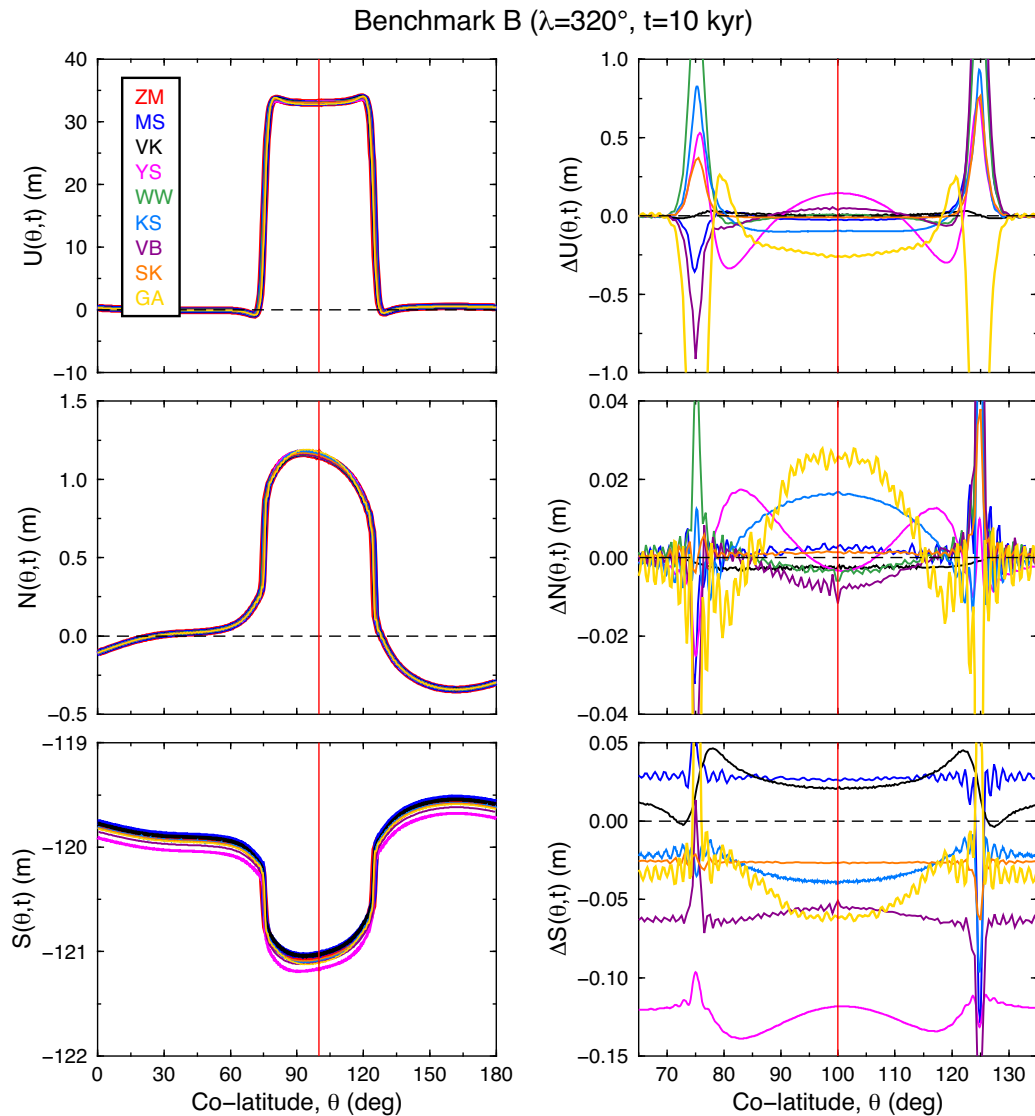 Benchmark B (λ=320°, t=10 kyr)
U(θ,t) (m)
40
30
20
10
0
−10
ZM
MS
VK
YS
WW
KS
VB
SK
GA
ΔU(θ,t) (m)
1.0
0.5
0.0
−0.5
−1.0
N(θ,t) (m)
1.5
1.0
0.5
0.0
−0.5
ΔN(θ,t) (m)
0.04
0.02
0.00
−0.02
−0.04
S(θ,t) (m)
−119
−120
−121
−122
0 30 60 90 120 150 180
Co-latitude, θ (deg)
ΔS(θ,t) (m)
0.05
0.00
−0.05
−0.10
−0.15
70 80 90 100 110 120 130
Co-latitude, θ (deg)